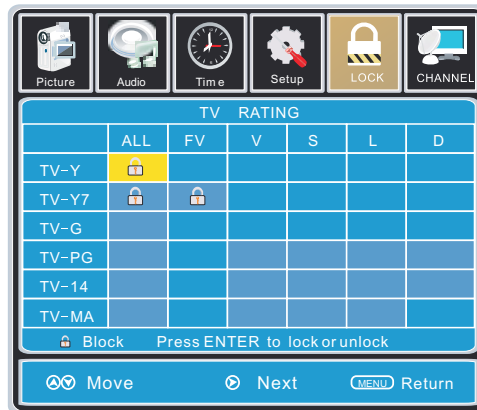 Picture Audio Time Setup LOCK CHANNEL
TV RATING
ALL FV V S L D
TV-Y
TV-Y7
TV-G
TV-PG
TV-14
TV-MA
Block Press ENTER to lock or unlock
Move Next MENU Return